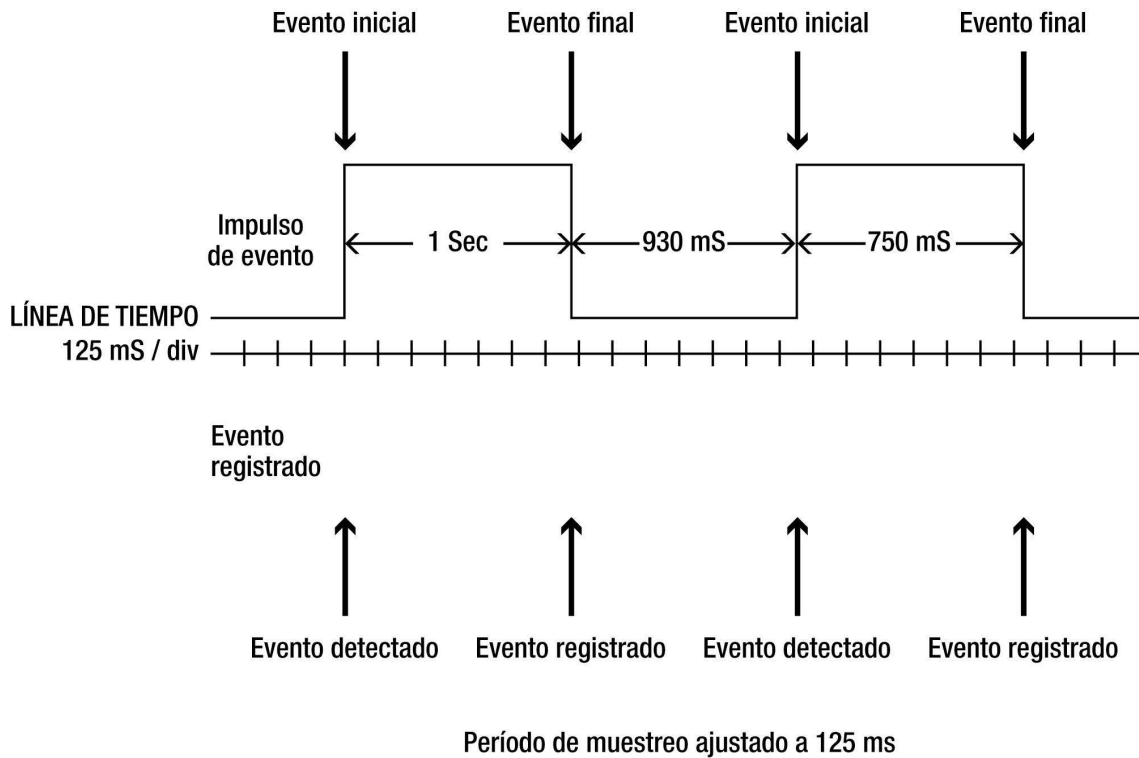 Evento inicial Evento final Evento inicial Evento final
Impulso
de evento
1 Sec 930 mS 750 mS
LÍNEA DE TIEMPO
125 mS / div
Evento
registrado
Evento detectado Evento registrado Evento detectado Evento registrado
Período de muestreo ajustado a 125 ms